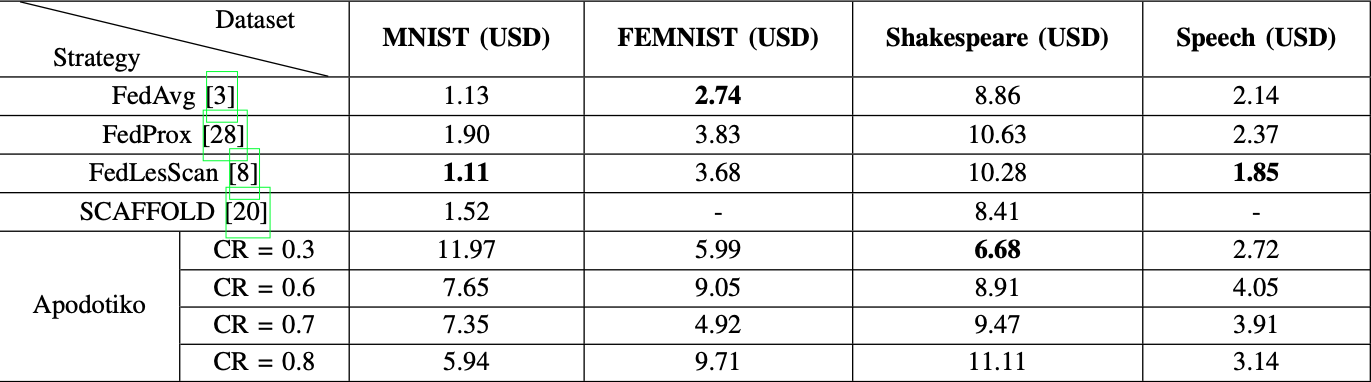 Dataset
Strategy
MNIST (USD) FEMNIST (USD) Shakespeare (USD) Speech (USD)
FedAvg [3] 1.13 2.74 8.86 2.14
FedProx [28] 1.90 3.83 10.63 2.37
FedLesScan [8] 1.11 3.68 10.28 1.85
SCAFFOLD [20] 1.52 - 8.41 -
Apodotiko
CR = 0.3 11.97 5.99 6.68 2.72
CR = 0.6 7.65 9.05 8.91 4.05
CR = 0.7 7.35 4.92 9.47 3.91
CR = 0.8 5.94 9.71 11.11 3.14